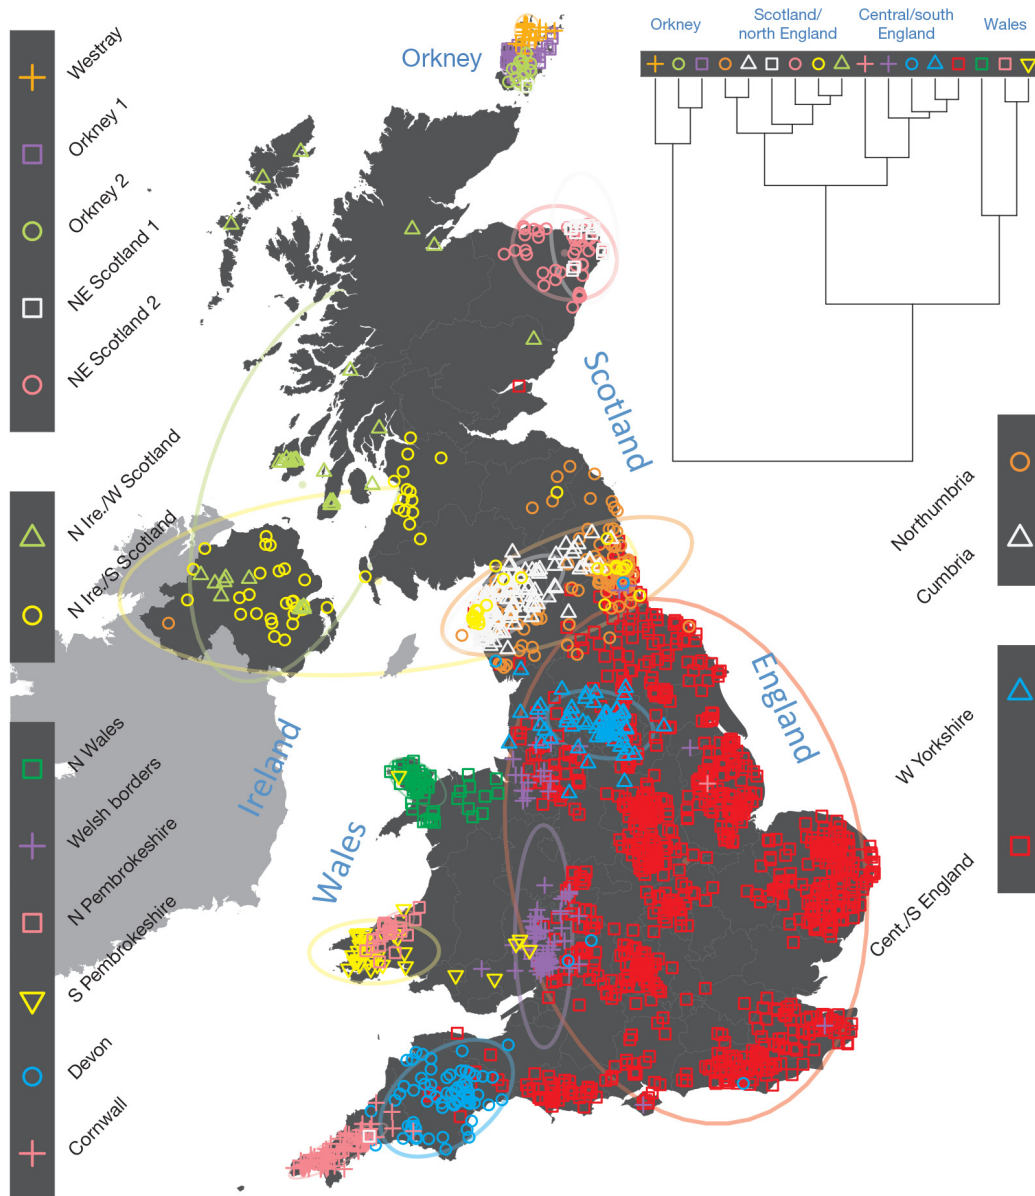 Westray
Orkney 1
Orkney 2
NE Scotland 1
NE Scotland 2
N Ire./W Scotland
N Ire./S Scotland
N Wales
Welsh borders
N Pembrokeshire
S Pembrokeshire
Devon
Cornwall
Orkney
Scotland
England
Ireland
Wales
Orkney
Scotland/
north England
Central/south
England
Wales
Northumbria
Cumbria
W Yorkshire
Cent./S England